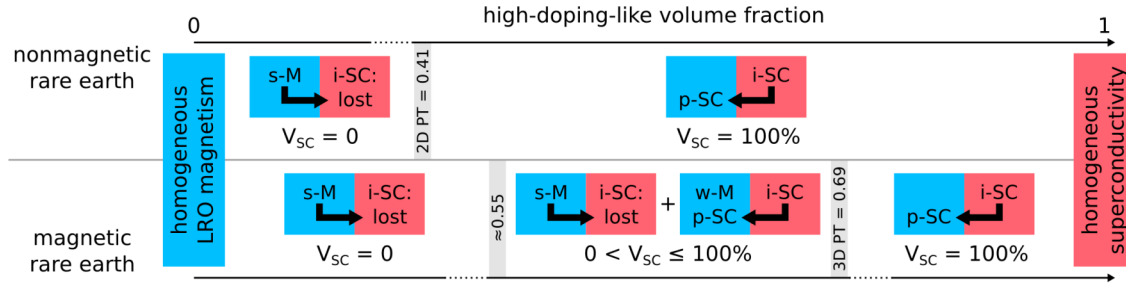 high-doping-like volume fraction
0
1
nonmagnetic
rare earth
homogeneous
LRO magnetism
s-M
i-SC:
lost
V_SC = 0
2D PT = 0.41
i-SC
p-SC
V_SC = 100%
homogeneous
superconductivity
magnetic
rare earth
s-M
i-SC:
lost
V_SC = 0
≈0.55
s-M
i-SC:
lost
+
w-M
i-SC
p-SC
0 < V_SC ≤ 100%
3D PT = 0.69
i-SC
p-SC
V_SC = 100%